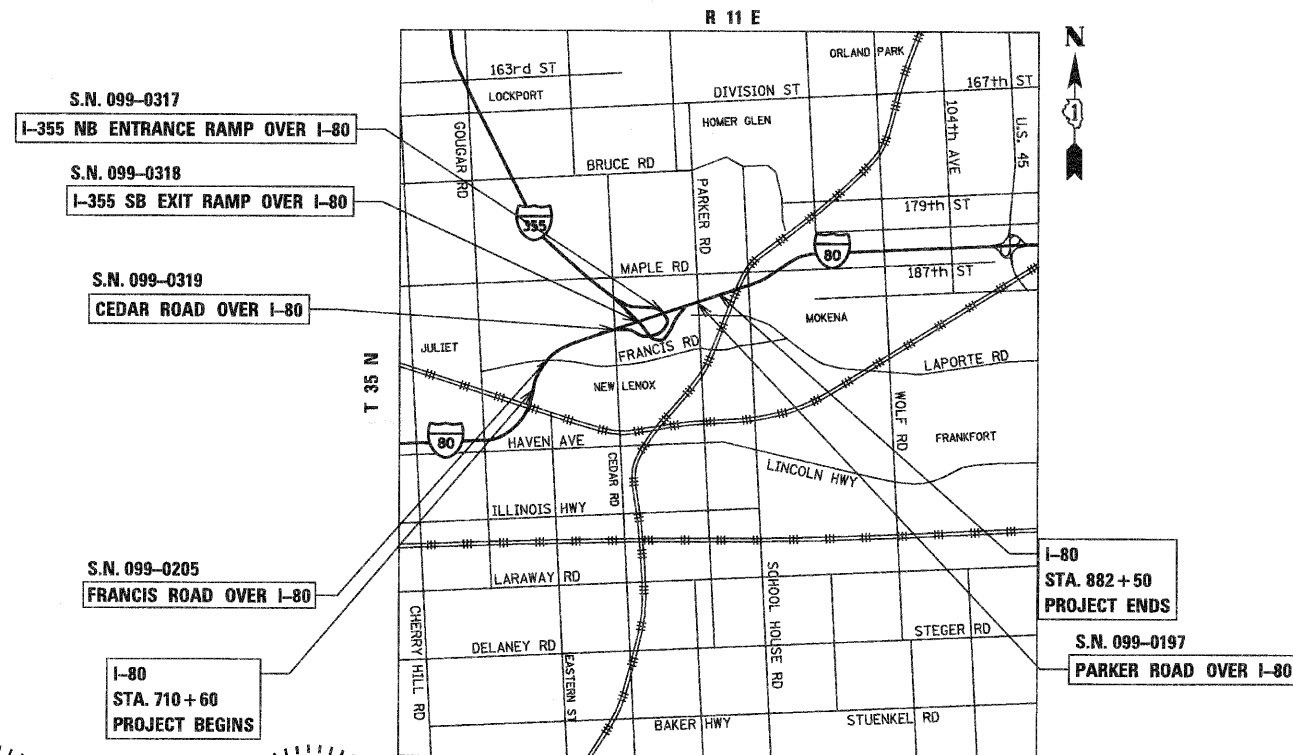 R 11 E
N
1
S.N. 099-0317
I-355 NB ENTRANCE RAMP OVER I-80
S.N. 099-0318
I-355 SB EXIT RAMP OVER I-80
S.N. 099-0319
CEDAR ROAD OVER I-80
T 35 N
S.N. 099-0205
FRANCIS ROAD OVER I-80
I-80
STA. 710+60
PROJECT BEGINS
ORLAND PARK
163rd ST
LOCKPORT
DIVISION ST
167th ST
HOMER GLEN
GOUGAR RD
104th AVE
U.S. 45
BRUCE RD
PARKER RD
179th ST
355
80
MAPLE RD
187th ST
MOKENA
JULIET
FRANCIS RD
LAPORTE RD
NEW LENOX
WOLF RD
80
HAVEN AVE
FRANKFORT
CEDAR RD
LINCOLN HWY
ILLINOIS HWY
LARAWAY RD
SCHOOL HOUSE RD
CHERRY HILL RD
DELANEY RD
EASTERN ST
STEGER RD
BAKER HWY
STUENKEL RD
I-80
STA. 882+50
PROJECT ENDS
S.N. 099-0197
PARKER ROAD OVER I-80